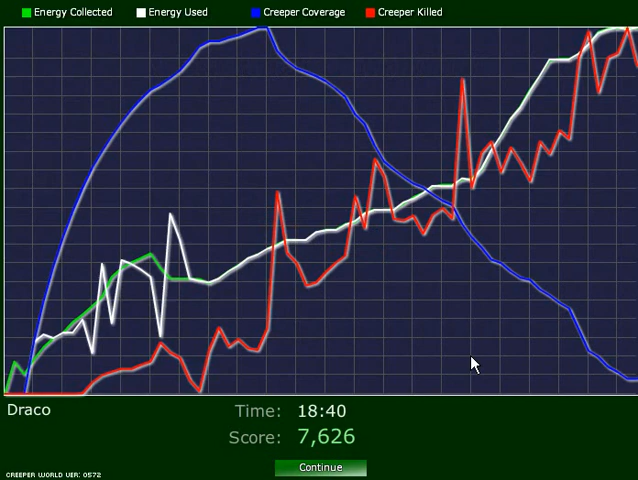 Energy Collected Energy Used Creeper Coverage Creeper Killed
Draco
Time: 18:40
Score: 7,626
Continue
CREEPER WORLD VER: 0572